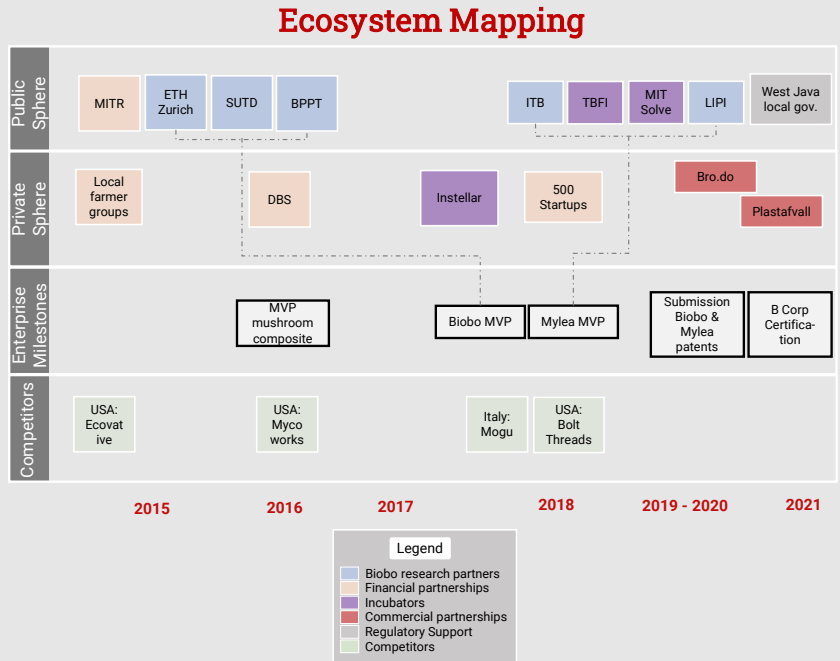 Ecosystem Mapping
Public
Sphere
MITR
ETH
Zurich
SUTD
BPPT
ITB
TBFI
MIT
Solve
LIPI
West Java
local gov.
Private
Sphere
Local
farmer
groups
DBS
Instellar
500
Startups
Bro.do
Plastafvall
Enterprise
Milestones
MVP
mushroom
composite
Biobo MVP
Mylea MVP
Submission
Biobo &
Mylea
patents
B Corp
Certifica-
tion
Competitors
USA:
Ecovat
ive
USA:
Myco
works
Italy:
Mogu
USA:
Bolt
Threads
2015
2016
2017
2018
2019 - 2020
2021
Legend
Biobo research partners
Financial partnerships
Incubators
Commercial partnerships
Regulatory Support
Competitors